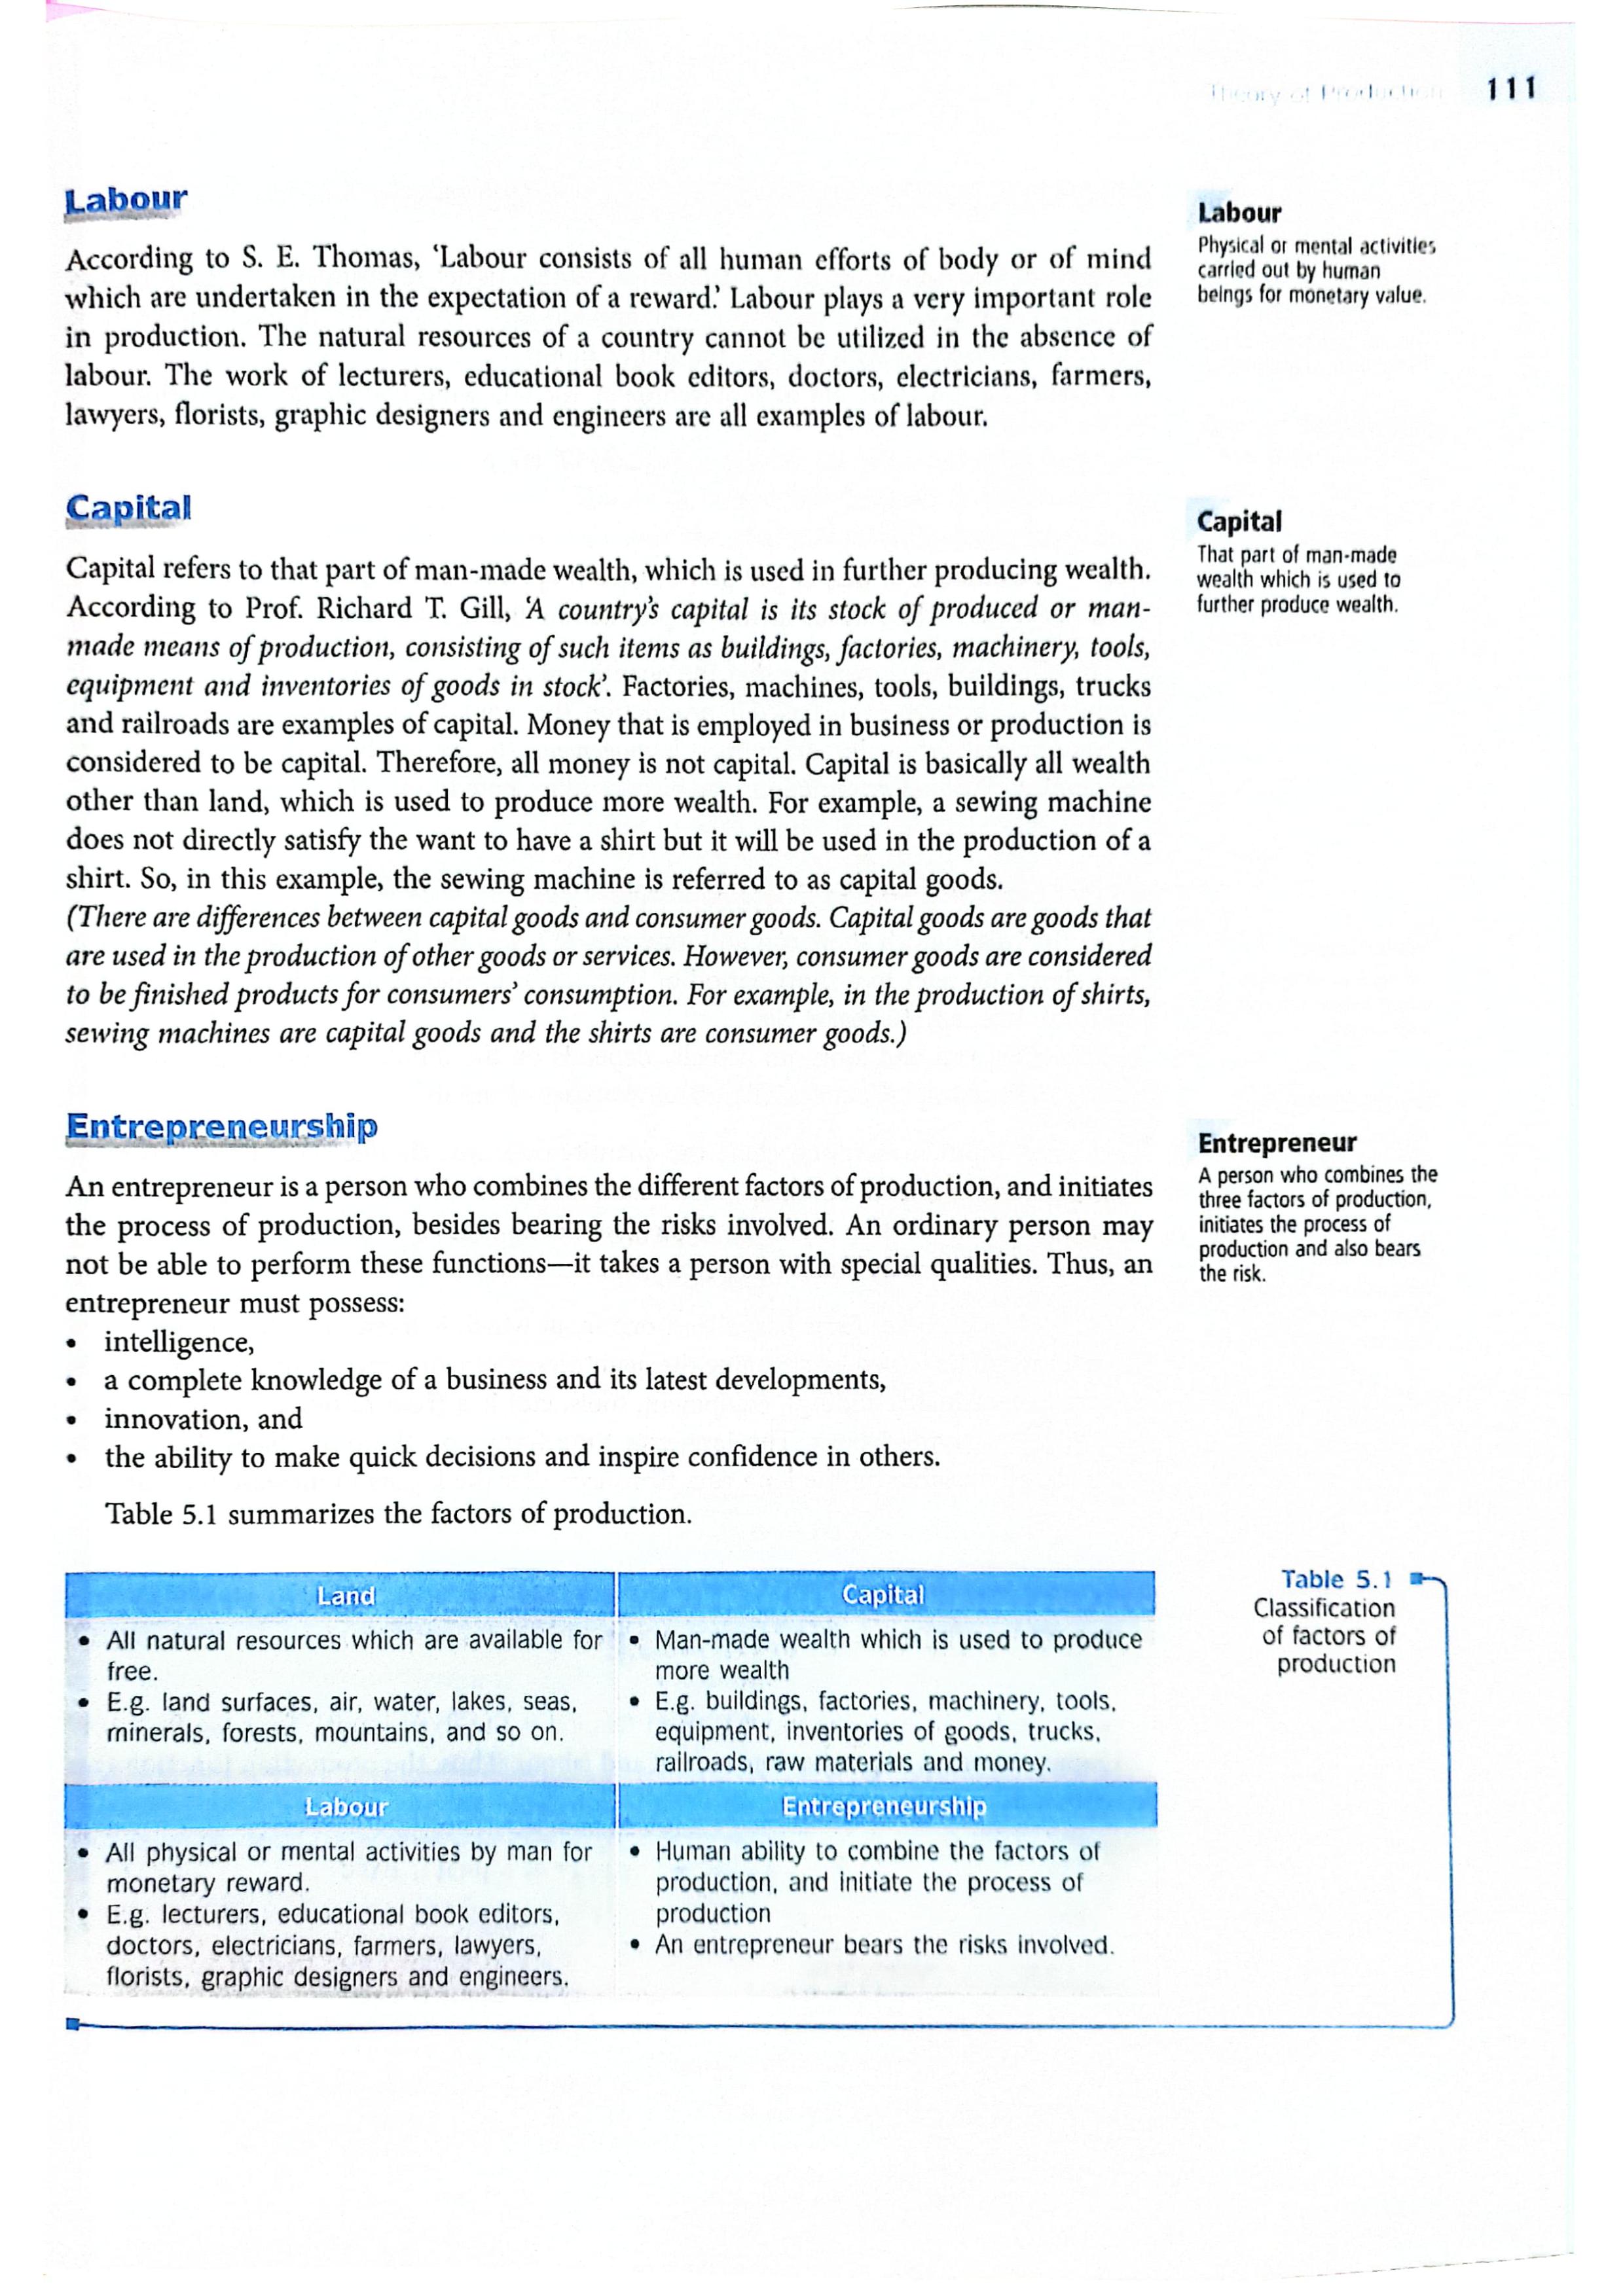 Theory of Production 111
Labour
According to S. E. Thomas, ‘Labour consists of all human efforts of body or of mind
which are undertaken in the expectation of a reward.’ Labour plays a very important role
in production. The natural resources of a country cannot be utilized in the absence of
labour. The work of lecturers, educational book editors, doctors, electricians, farmers,
lawyers, florists, graphic designers and engineers are all examples of labour.
Labour
Physical or mental activities
carried out by human
beings for monetary value.
Capital
Capital refers to that part of man-made wealth, which is used in further producing wealth.
According to Prof. Richard T. Gill, ‘A country’s capital is its stock of produced or man-
made means of production, consisting of such items as buildings, factories, machinery, tools,
equipment and inventories of goods in stock’. Factories, machines, tools, buildings, trucks
and railroads are examples of capital. Money that is employed in business or production is
considered to be capital. Therefore, all money is not capital. Capital is basically all wealth
other than land, which is used to produce more wealth. For example, a sewing machine
does not directly satisfy the want to have a shirt but it will be used in the production of a
shirt. So, in this example, the sewing machine is referred to as capital goods.
(There are differences between capital goods and consumer goods. Capital goods are goods that
are used in the production of other goods or services. However, consumer goods are considered
to be finished products for consumers’ consumption. For example, in the production of shirts,
sewing machines are capital goods and the shirts are consumer goods.)
Capital
That part of man-made
wealth which is used to
further produce wealth.
Entrepreneurship
An entrepreneur is a person who combines the different factors of production, and initiates
the process of production, besides bearing the risks involved. An ordinary person may
not be able to perform these functions—it takes a person with special qualities. Thus, an
entrepreneur must possess:
• intelligence,
• a complete knowledge of a business and its latest developments,
• innovation, and
• the ability to make quick decisions and inspire confidence in others.
Table 5.1 summarizes the factors of production.
Entrepreneur
A person who combines the
three factors of production,
initiates the process of
production and also bears
the risk.
Table 5.1
Classification
of factors of
production
Land
• All natural resources which are available for
free.
• E.g. land surfaces, air, water, lakes, seas,
minerals, forests, mountains, and so on.
Capital
• Man-made wealth which is used to produce
more wealth
• E.g. buildings, factories, machinery, tools,
equipment, inventories of goods, trucks,
railroads, raw materials and money.
Labour
• All physical or mental activities by man for
monetary reward.
• E.g. lecturers, educational book editors,
doctors, electricians, farmers, lawyers,
florists, graphic designers and engineers.
Entrepreneurship
• Human ability to combine the factors of
production, and initiate the process of
production
• An entrepreneur bears the risks involved.